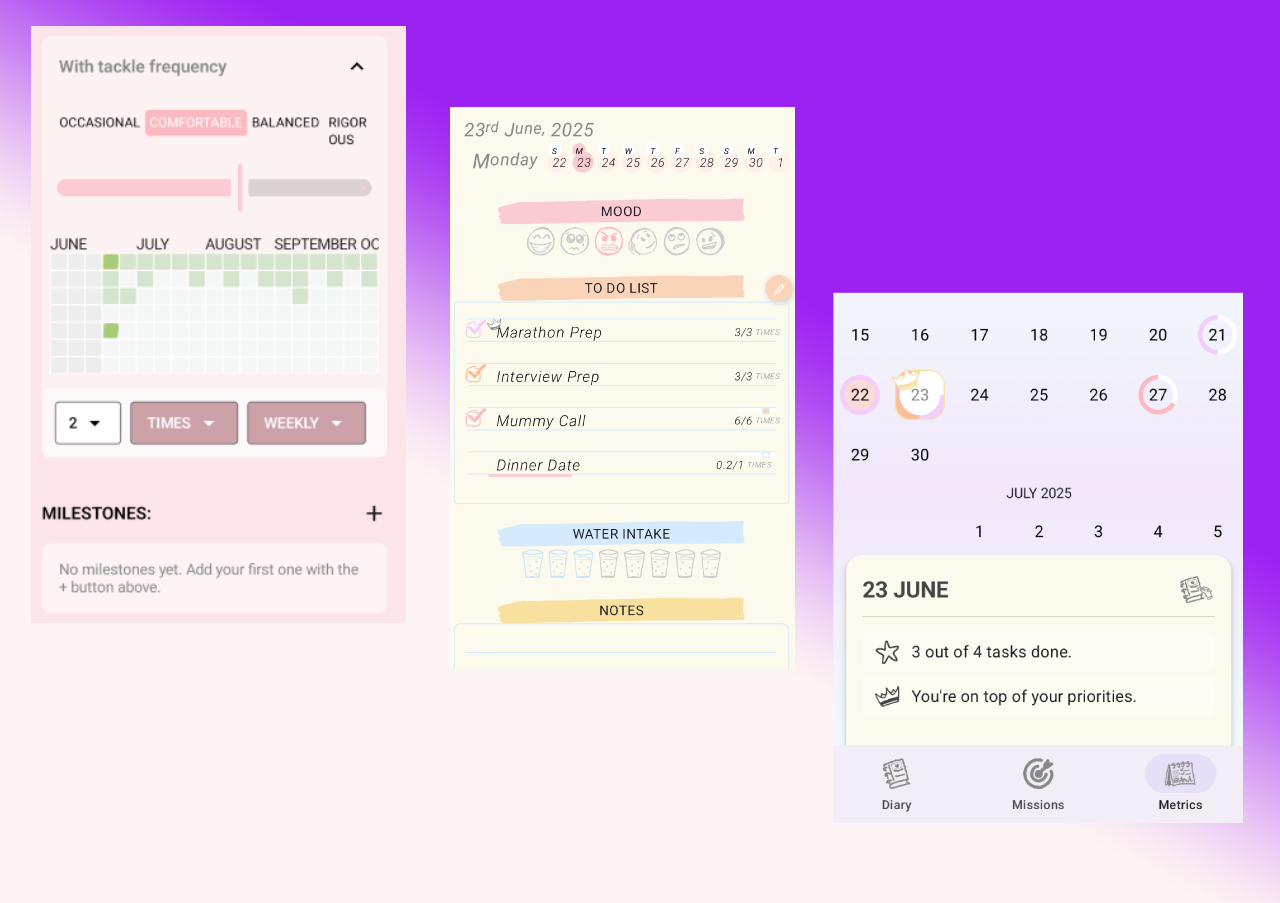 With tackle frequency
OCCASIONAL COMFORTABLE BALANCED RIGOR
OUS
JUNE JULY AUGUST SEPTEMBER OC
2 TIMES WEEKLY
MILESTONES: +
No milestones yet. Add your first one with the
+ button above.
23rd June, 2025
S M T W T F S S M T
Monday 22 23 24 25 26 27 28 29 30 1
MOOD
TO DO LIST
Marathon Prep 3/3 TIMES
Interview Prep 3/3 TIMES
Mummy Call 6/6 TIMES
Dinner Date 0.2/1 TIMES
WATER INTAKE
NOTES
15 16 17 18 19 20 21
22 23 24 25 26 27 28
29 30
JULY 2025
1 2 3 4 5
23 JUNE
3 out of 4 tasks done.
You're on top of your priorities.
Diary Missions Metrics